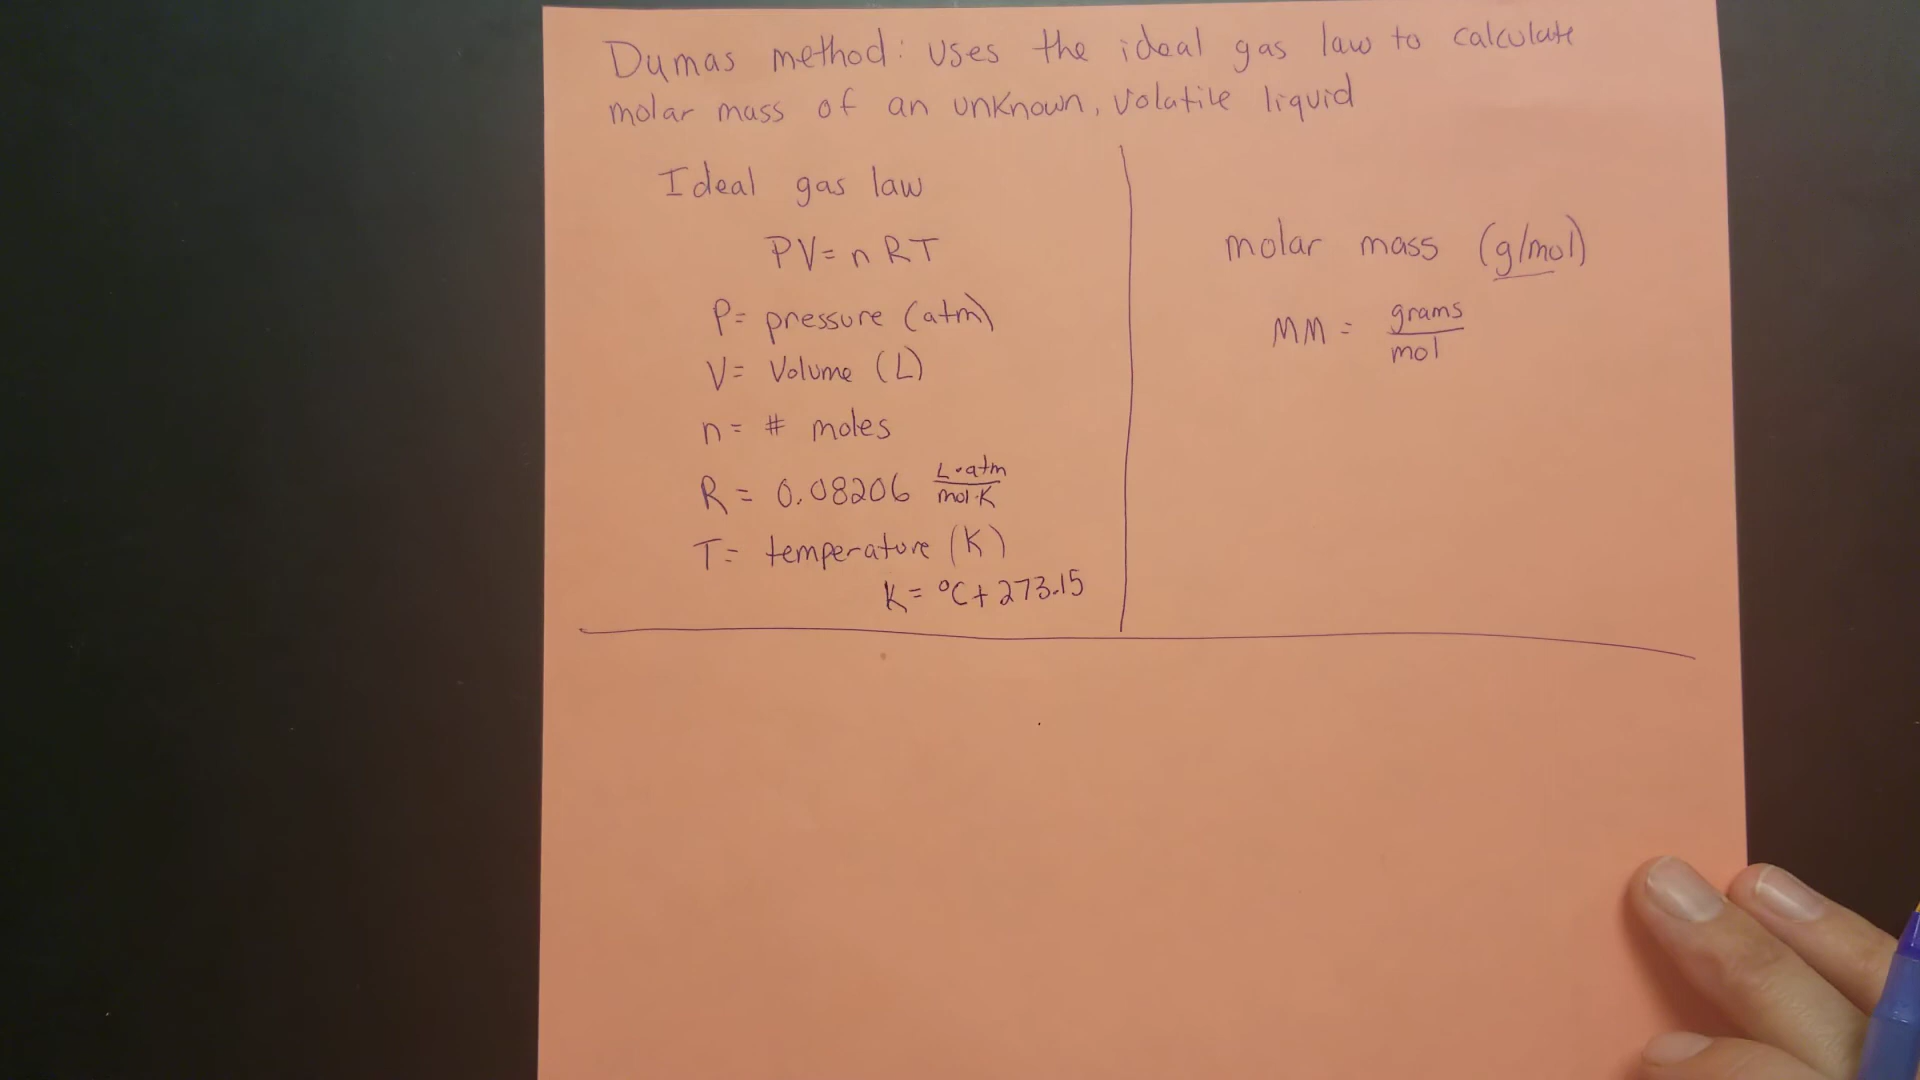 Dumas method: uses the ideal gas law to calculate
molar mass of an unknown, volatile liquid
Ideal gas law
PV = nRT
P = pressure (atm)
V = Volume (L)
n = # moles
R = 0.08206 L·atm/mol·K
T = temperature (K)
K = °C + 273.15
molar mass (g/mol)
MM = grams/mol